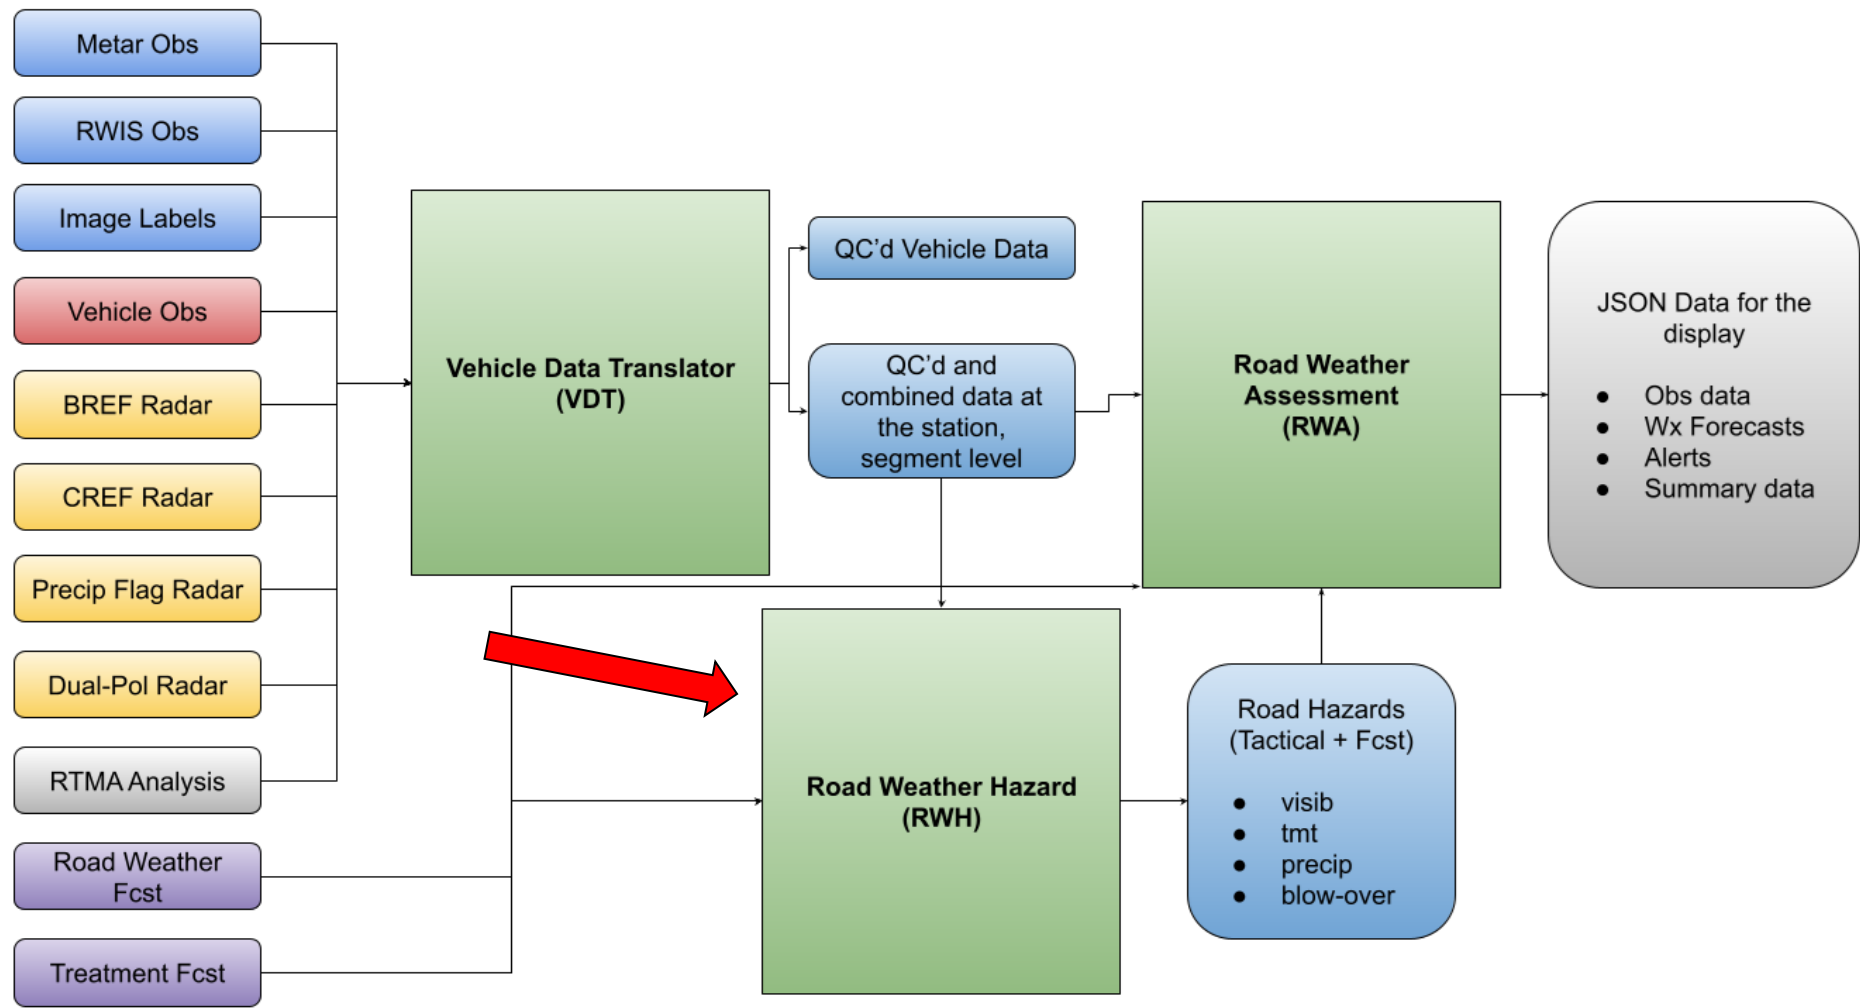 Metar Obs
RWIS Obs
Image Labels
Vehicle Obs
BREF Radar
CREF Radar
Precip Flag Radar
Dual-Pol Radar
RTMA Analysis
Road Weather
Fcst
Treatment Fcst
Vehicle Data Translator
(VDT)
QC’d Vehicle Data
QC’d and
combined data at
the station,
segment level
Road Weather
Assessment
(RWA)
JSON Data for the
display
● Obs data
● Wx Forecasts
● Alerts
● Summary data
Road Weather Hazard
(RWH)
Road Hazards
(Tactical + Fcst)
● visib
● tmt
● precip
● blow-over